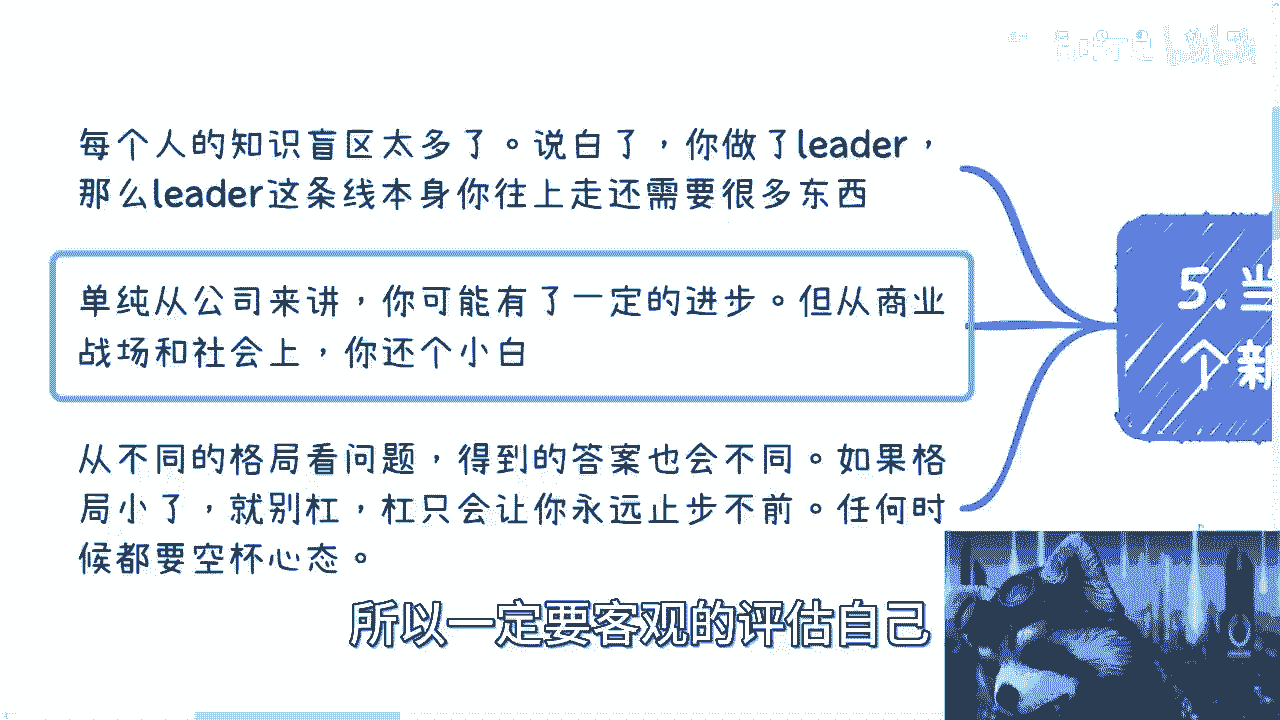 每个人的知识盲区太多了。说白了，你做了leader，
那么leader这条线本身你往上走还需要很多东西
单纯从公司来讲，你可能有了一定的进步。但从商业
战场和社会上，你还个小白
从不同的格局看问题，得到的答案也会不同。如果格
局小了，就别杠，杠只会让你永远止步不前。任何时
候都要空杯心态。
5.当
个新
所以一定要客观的评估自己